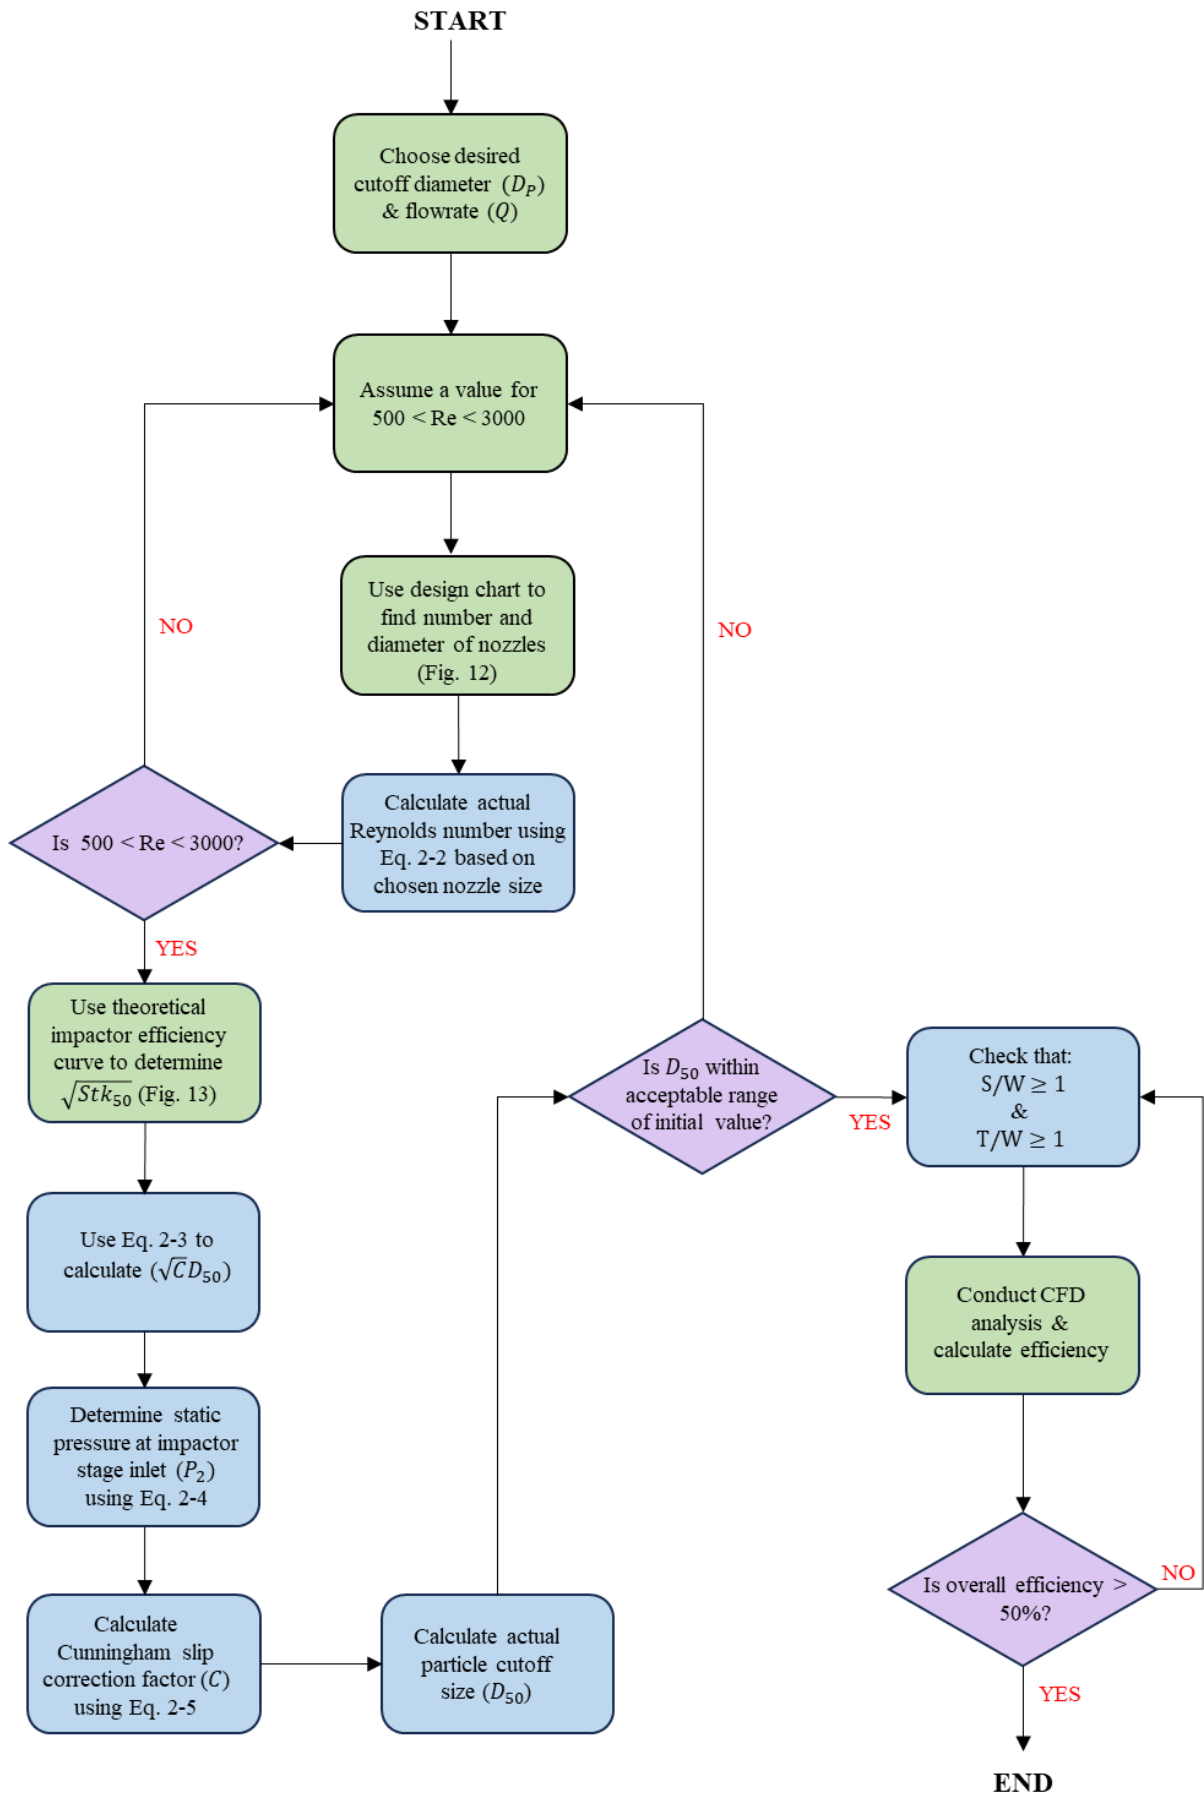 START
Choose desired
cutoff diameter (D_P)
& flowrate (Q)
Assume a value for
500 < Re < 3000
Use design chart to
find number and
diameter of nozzles
(Fig. 12)
NO
NO
Calculate actual
Reynolds number using
Eq. 2-2 based on
chosen nozzle size
Is 500 < Re < 3000?
YES
Use theoretical
impactor efficiency
curve to determine
√Stk₅₀ (Fig. 13)
Use Eq. 2-3 to
calculate (√C D₅₀)
Determine static
pressure at impactor
stage inlet (P₂)
using Eq. 2-4
Calculate
Cunningham slip
correction factor (C)
using Eq. 2-5
Calculate actual
particle cutoff
size (D₅₀)
Is D₅₀ within
acceptable range
of initial value?
YES
Check that:
S/W ≥ 1
&
T/W ≥ 1
Conduct CFD
analysis &
calculate efficiency
Is overall efficiency >
50%?
NO
YES
END